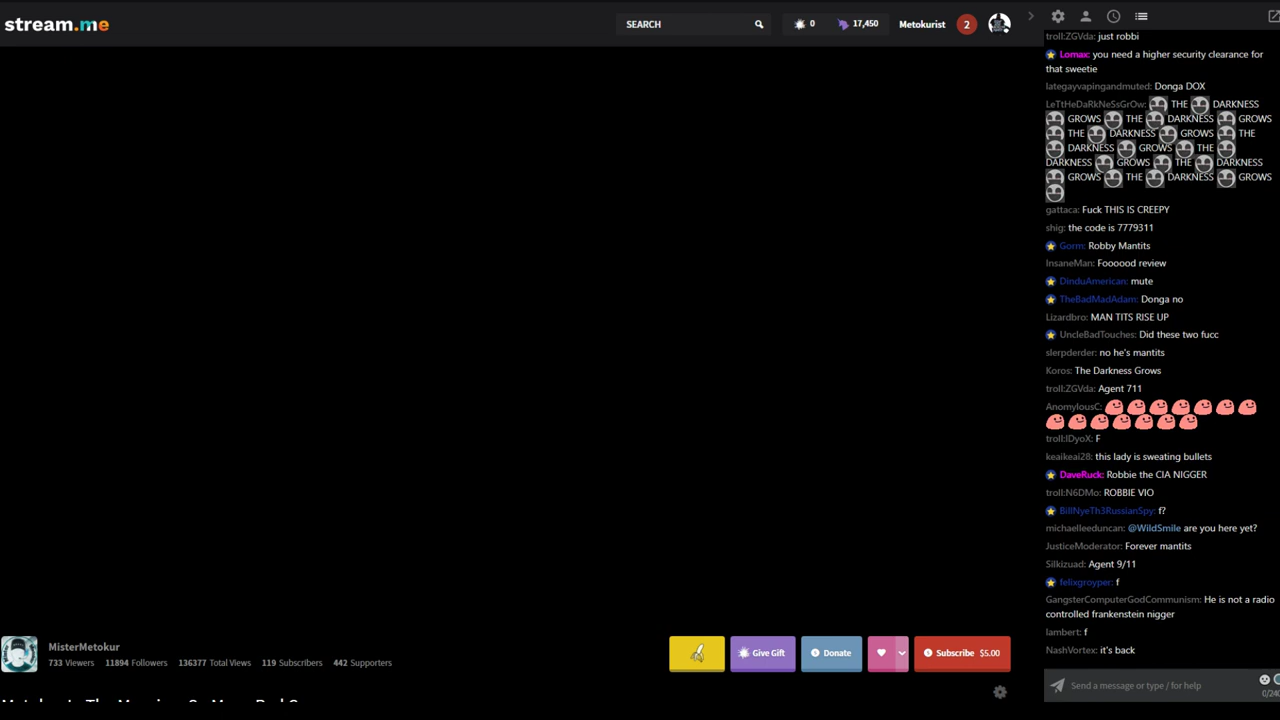 stream.me
SEARCH
0
17,450
Metokurist
2
troll:ZGVda: just robbi
Lomax: you need a higher security clearance for
that sweetie
lategayvapingandmuted: Donga DOX
LeTtHeDaRkNeSsGrOw: THE DARKNESS
GROWS THE DARKNESS GROWS
THE DARKNESS GROWS THE
DARKNESS GROWS THE
DARKNESS GROWS THE DARKNESS
GROWS THE DARKNESS GROWS
gattaca: Fuck THIS IS CREEPY
shig: the code is 7779311
Gorm: Robby Mantits
InsaneMan: Foooood review
DinduAmerican: mute
TheBadMadAdam: Donga no
Lizardbro: MAN TITS RISE UP
UncleBadTouches: Did these two fucc
slerpderder: no he's mantits
Koros: The Darkness Grows
troll:ZGVda: Agent 711
AnomylousC:
troll:IDyoX: F
keaikeai28: this lady is sweating bullets
DaveRuck: Robbie the CIA NIGGER
troll:N6DMo: ROBBIE VIO
BillNyeTh3RussianSpy: f?
michaelleeduncan: @WildSmile are you here yet?
JusticeModerator: Forever mantits
Silkizuad: Agent 9/11
felixgroyper: f
GangsterComputerGodCommunism: He is not a radio
controlled frankenstein nigger
lambert: f
NashVortex: it's back
Send a message or type / for help
0/240
MisterMetokur
733 Viewers 11894 Followers 136377 Total Views 119 Subscribers 442 Supporters
Give Gift
Donate
Subscribe $5.00